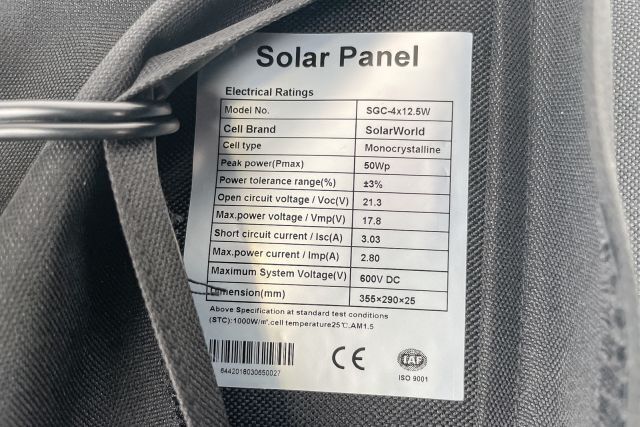 Solar Panel
Electrical Ratings
Model No. SGC-4x12.5W
Cell Brand SolarWorld
Cell type Monocrystalline
Peak power(Pmax) 50Wp
Power tolerance range(%) ±3%
Open circuit voltage / Voc(V) 21.3
Max.power voltage / Vmp(V) 17.8
Short circuit current / Isc(A) 3.03
Max.power current / Imp(A) 2.80
Maximum System Voltage(V) 600V DC
Dimension(mm) 355×290×25
Above Specification at standard test conditions
(STC):1000W/㎡.cell temperature25℃,AM1.5
6442018030650027
CE
IAF
ISO 9001